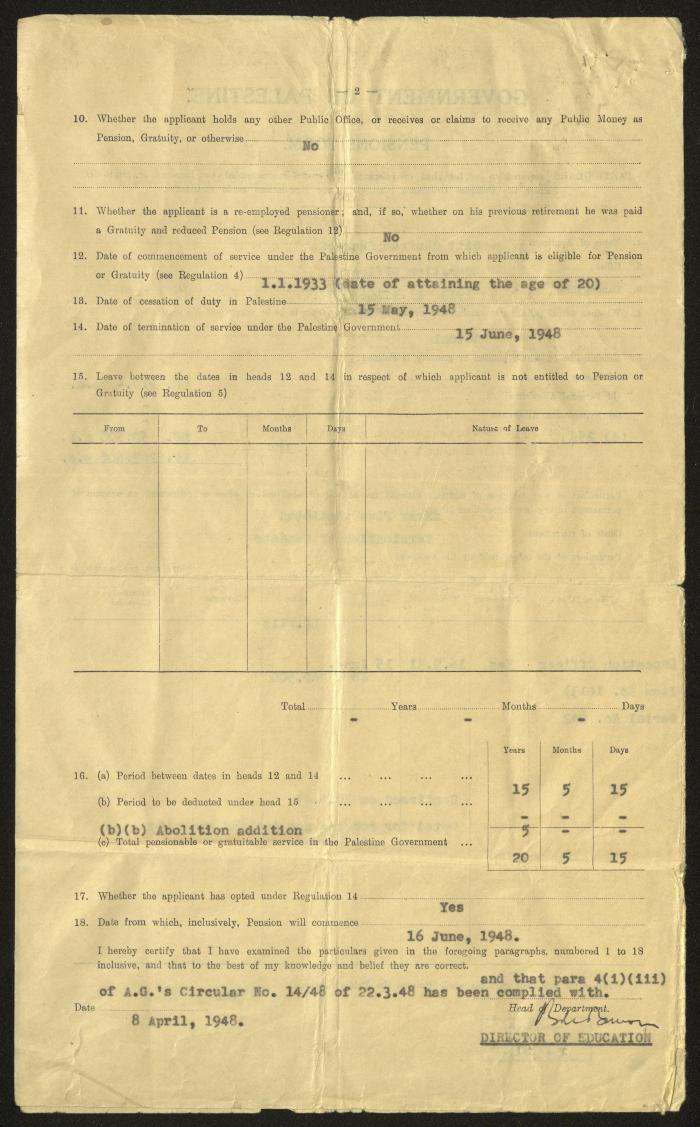 — 2 —
10. Whether the applicant holds any other Public Office, or receives or claims to receive any Public Money as
Pension, Gratuity, or otherwise
No
11. Whether the applicant is a re-employed pensioner; and, if so, whether on his previous retirement he was paid
a Gratuity and reduced Pension (see Regulation 12)
No
12. Date of commencement of service under the Palestine Government from which applicant is eligible for Pension
or Gratuity (see Regulation 4)
1.1.1933 (date of attaining the age of 20)
13. Date of cessation of duty in Palestine
15 May, 1948
14. Date of termination of service under the Palestine Government
15 June, 1948
15. Leave between the dates in heads 12 and 14 in respect of which applicant is not entitled to Pension or
Gratuity (see Regulation 5)
From To Months Days Nature of Leave
Total Years Months Days
- - -
Years Months Days
16. (a) Period between dates in heads 12 and 14 ... ... ... ...
15 5 15
(b) Period to be deducted under head 15 ... ... ... ...
- - -
(b)(b) Abolition addition 5 - -
(c) Total pensionable or gratuitable service in the Palestine Government ...
20 5 15
17. Whether the applicant has opted under Regulation 14
Yes
18. Date from which, inclusively, Pension will commence
16 June, 1948.
I hereby certify that I have examined the particulars given in the foregoing paragraphs, numbered 1 to 18
inclusive, and that to the best of my knowledge and belief they are correct.
and that para 4(i)(iii)
of A.G.'s Circular No. 14/48 of 22.3.48 has been complied with.
Date Head of Department.
8 April, 1948.
DIRECTOR OF EDUCATION